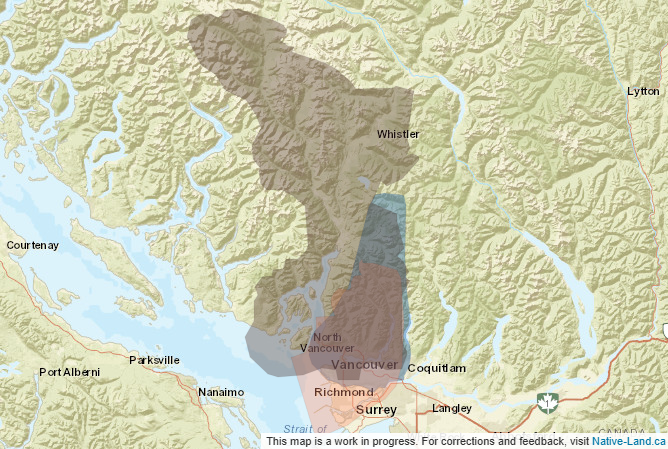 Lytton
Whistler
Courtenay
North
Vancouver
Parksville
Vancouver
Coquitlam
Port Alberni
Nanaimo
Richmond
Surrey
Langley
1
Strait of
CANADA
This map is a work in progress. For corrections and feedback, visit Native-Land.ca